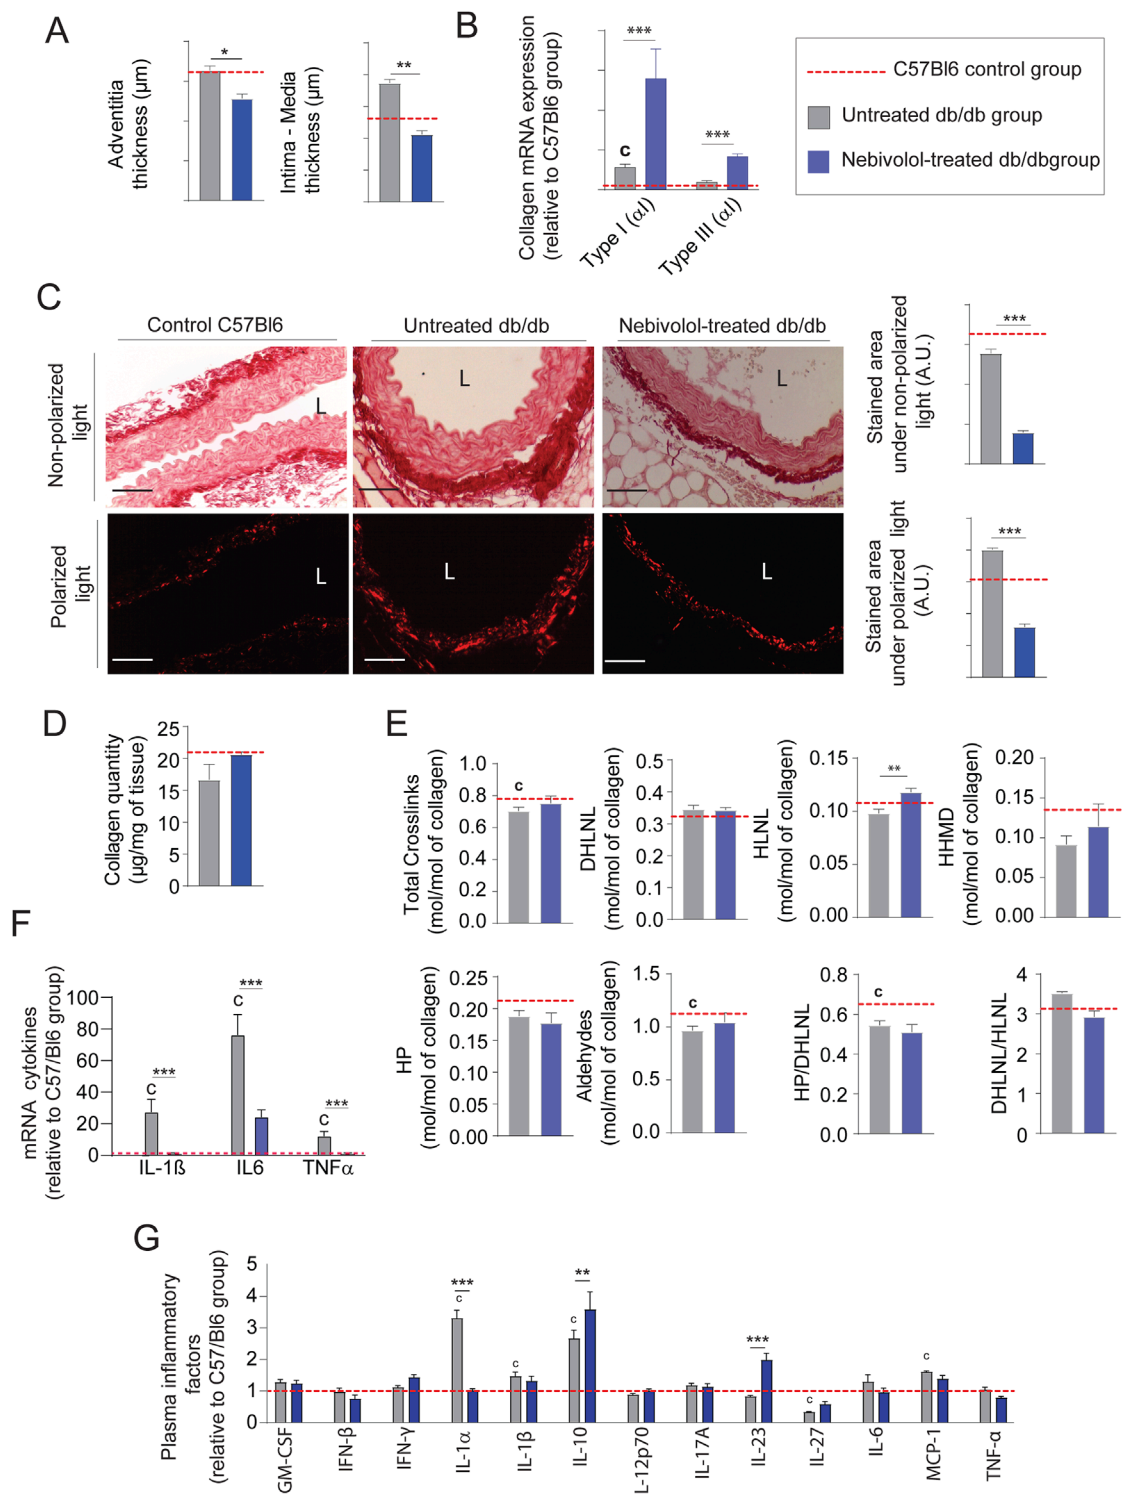 A
Adventitia
thickness (μm)
*
Intima - Media
thickness (μm)
**
B
Collagen mRNA expression
(relative to C57Bl6 group)
***
c
***
Type I (αI)
Type III (αI)
C57Bl6 control group
Untreated db/db group
Nebivolol-treated db/dbgroup
C
Control C57Bl6
Untreated db/db
Nebivolol-treated db/db
Non-polarized
light
L
L
L
Stained area
under non-polarized
light (A.U.)
***
Polarized
light
L
L
L
Stained area
under polarized light
(A.U.)
***
D
Collagen quantity
(μg/mg of tissue)
25
20
15
10
5
0
E
Total Crosslinks
(mol/mol of collagen)
1.0
0.8
0.6
0.4
0.2
0.0
c
DHLNL
(mol/mol of collagen)
0.5
0.4
0.3
0.2
0.1
0.0
HLNL
(mol/mol of collagen)
0.15
0.10
0.05
0.00
**
HHMD
(mol/mol of collagen)
0.20
0.15
0.10
0.05
0.00
HP
(mol/mol of collagen)
0.25
0.20
0.15
0.10
0.05
0.00
Aldehydes
(mol/mol of collagen)
1.5
1.0
0.5
0.0
c
HP/DHLNL
0.8
0.6
0.4
0.2
0.0
c
DHLNL/HLNL
4
3
2
1
0
F
mRNA cytokines
(relative to C57/Bl6 group)
100
80
60
40
20
0
c
***
c
***
c
***
IL-1ß
IL6
TNFα
G
Plasma inflammatory
factors
(relative to C57/Bl6 group)
5
4
3
2
1
0
c
***
c
c
**
***
c
c
GM-CSF
IFN-β
IFN-γ
IL-1α
IL-1β
IL-10
L-12p70
IL-17A
IL-23
IL-27
IL-6
MCP-1
TNF-α